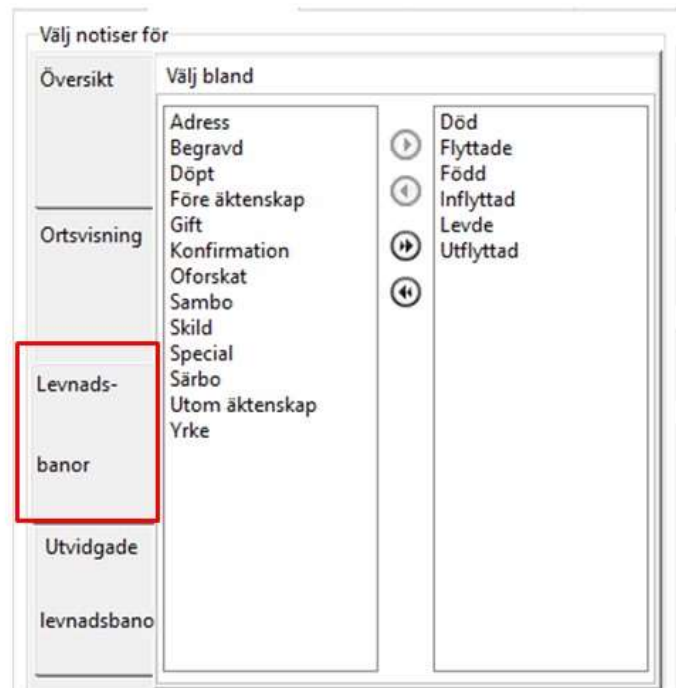 Välj notiser för
Översikt
Ortsvisning
Levnads-
banor
Utvidgade
levnadsbano
Välj bland
Adress
Begravd
Döpt
Före äktenskap
Gift
Konfirmation
Oforskat
Sambo
Skild
Special
Särbo
Utom äktenskap
Yrke
Död
Flyttade
Född
Inflyttad
Levde
Utflyttad